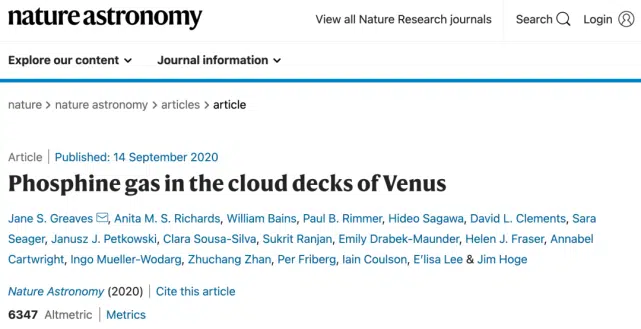 nature astronomy View all Nature Research journals Search Login
Explore our content Journal information
nature > nature astronomy > articles > article
Article | Published: 14 September 2020
Phosphine gas in the cloud decks of Venus
Jane S. Greaves, Anita M. S. Richards, William Bains, Paul B. Rimmer, Hideo Sagawa, David L. Clements, Sara
Seager, Janusz J. Petkowski, Clara Sousa-Silva, Sukrit Ranjan, Emily Drabek-Maunder, Helen J. Fraser, Annabel
Cartwright, Ingo Mueller-Wodarg, Zhuchang Zhan, Per Friberg, Iain Coulson, E'lisa Lee & Jim Hoge
Nature Astronomy (2020) | Cite this article
6347 Altmetric | Metrics